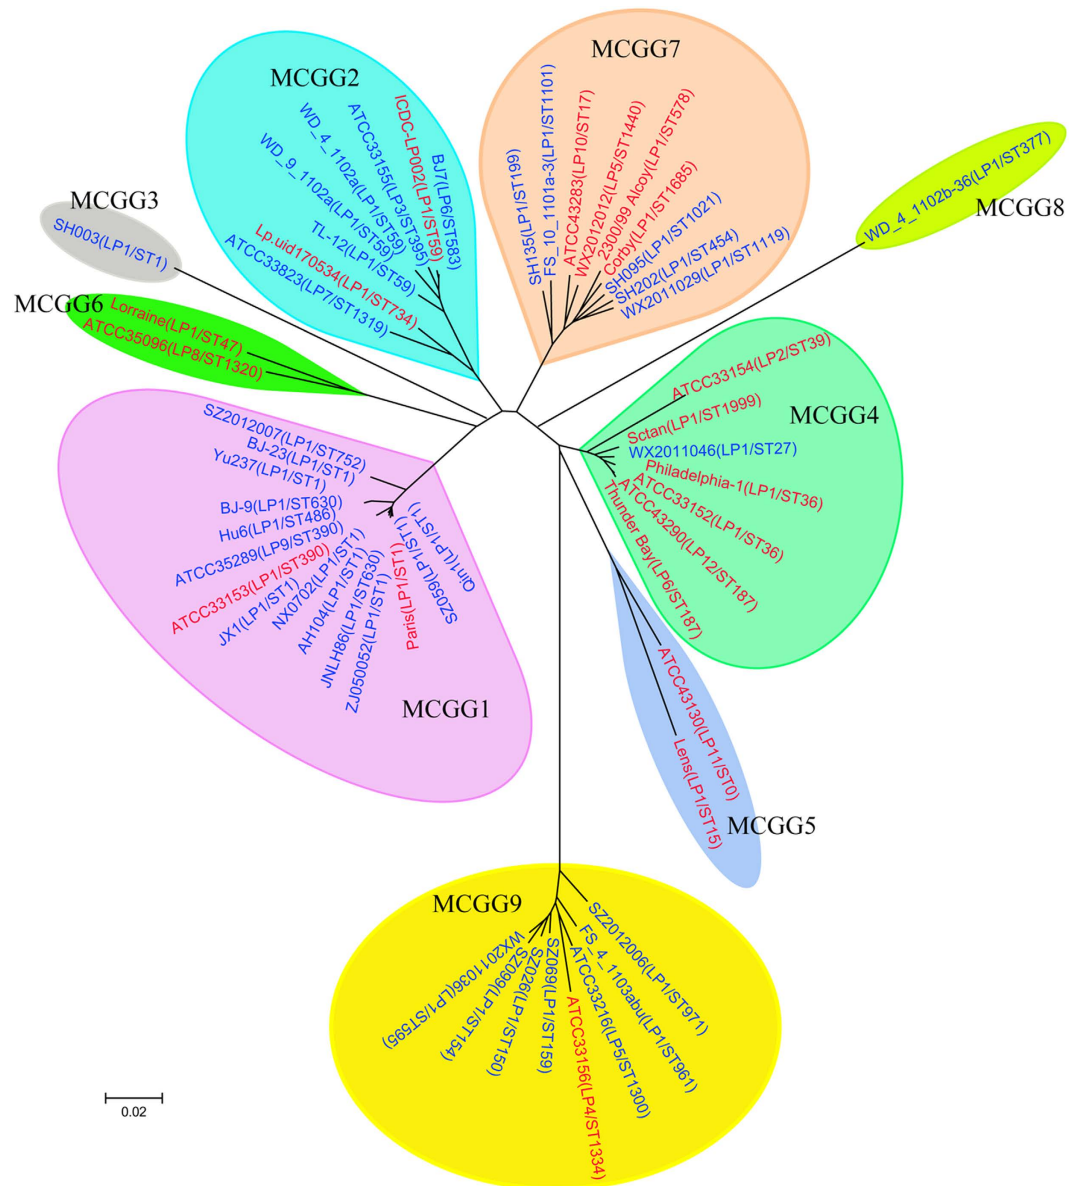 MCGG7
MCGG2
SH135(LP1/ST199)
FS_10_1101a-3(LP1/ST1101)
ATCC43283(LP10/ST17)
WX2012012(LP5/ST1440)
2300/99 Alcoy(LP1/ST578)
Corby(LP1/ST1685)
SH095(LP1/ST1021)
SH202(LP1/ST454)
WX2011029(LP1/ST1119)
BJ7(LP6/ST583)
ICDC-LP002(LP1/ST59)
ATCC33155(LP3/ST395)
WD_4_1102a(LP1/ST59)
WD_9_1102a(LP1/ST59)
TL-12(LP1/ST59)
Lp.uid170534(LP1/ST734)
ATCC33823(LP7/ST1319)
WD_4_1102b-36(LP1/ST377)
MCGG8
MCGG3
SH003(LP1/ST1)
MCGG6
Lorraine(LP1/ST47)
ATCC35096(LP8/ST1320)
ATCC33154(LP2/ST39)
MCGG4
Sctan(LP1/ST1999)
WX2011046(LP1/ST27)
Philadelphia-1(LP1/ST36)
ATCC33152(LP1/ST36)
ATCC43290(LP12/ST187)
Thunder Bay(LP6/ST187)
SZ2012007(LP1/ST752)
BJ-23(LP1/ST1)
Yu237(LP1/ST1)
BJ-9(LP1/ST630)
Hu6(LP1/ST486)
ATCC35289(LP9/ST390)
ATCC33153(LP1/ST390)
JX1(LP1/ST1)
NX0702(LP1/ST1)
AH104(LP1/ST1)
JNLH86(LP1/ST630)
ZJ050052(LP1/ST1)
Paris(LP1/ST1)
SZ059(LP1/ST1)
Qin1(LP1/ST1)
MCGG1
ATCC43130(LP11/ST0)
Lens(LP1/ST15)
MCGG5
MCGG9
SZ2012006(LP1/ST971)
FS_4_1103abu(LP1/ST961)
ATCC33216(LP5/ST1300)
ATCC33156(LP4/ST1334)
SZ069(LP1/ST159)
SZ026(LP1/ST150)
SZ099(LP1/ST154)
WX2011036(LP1/ST595)
0.02